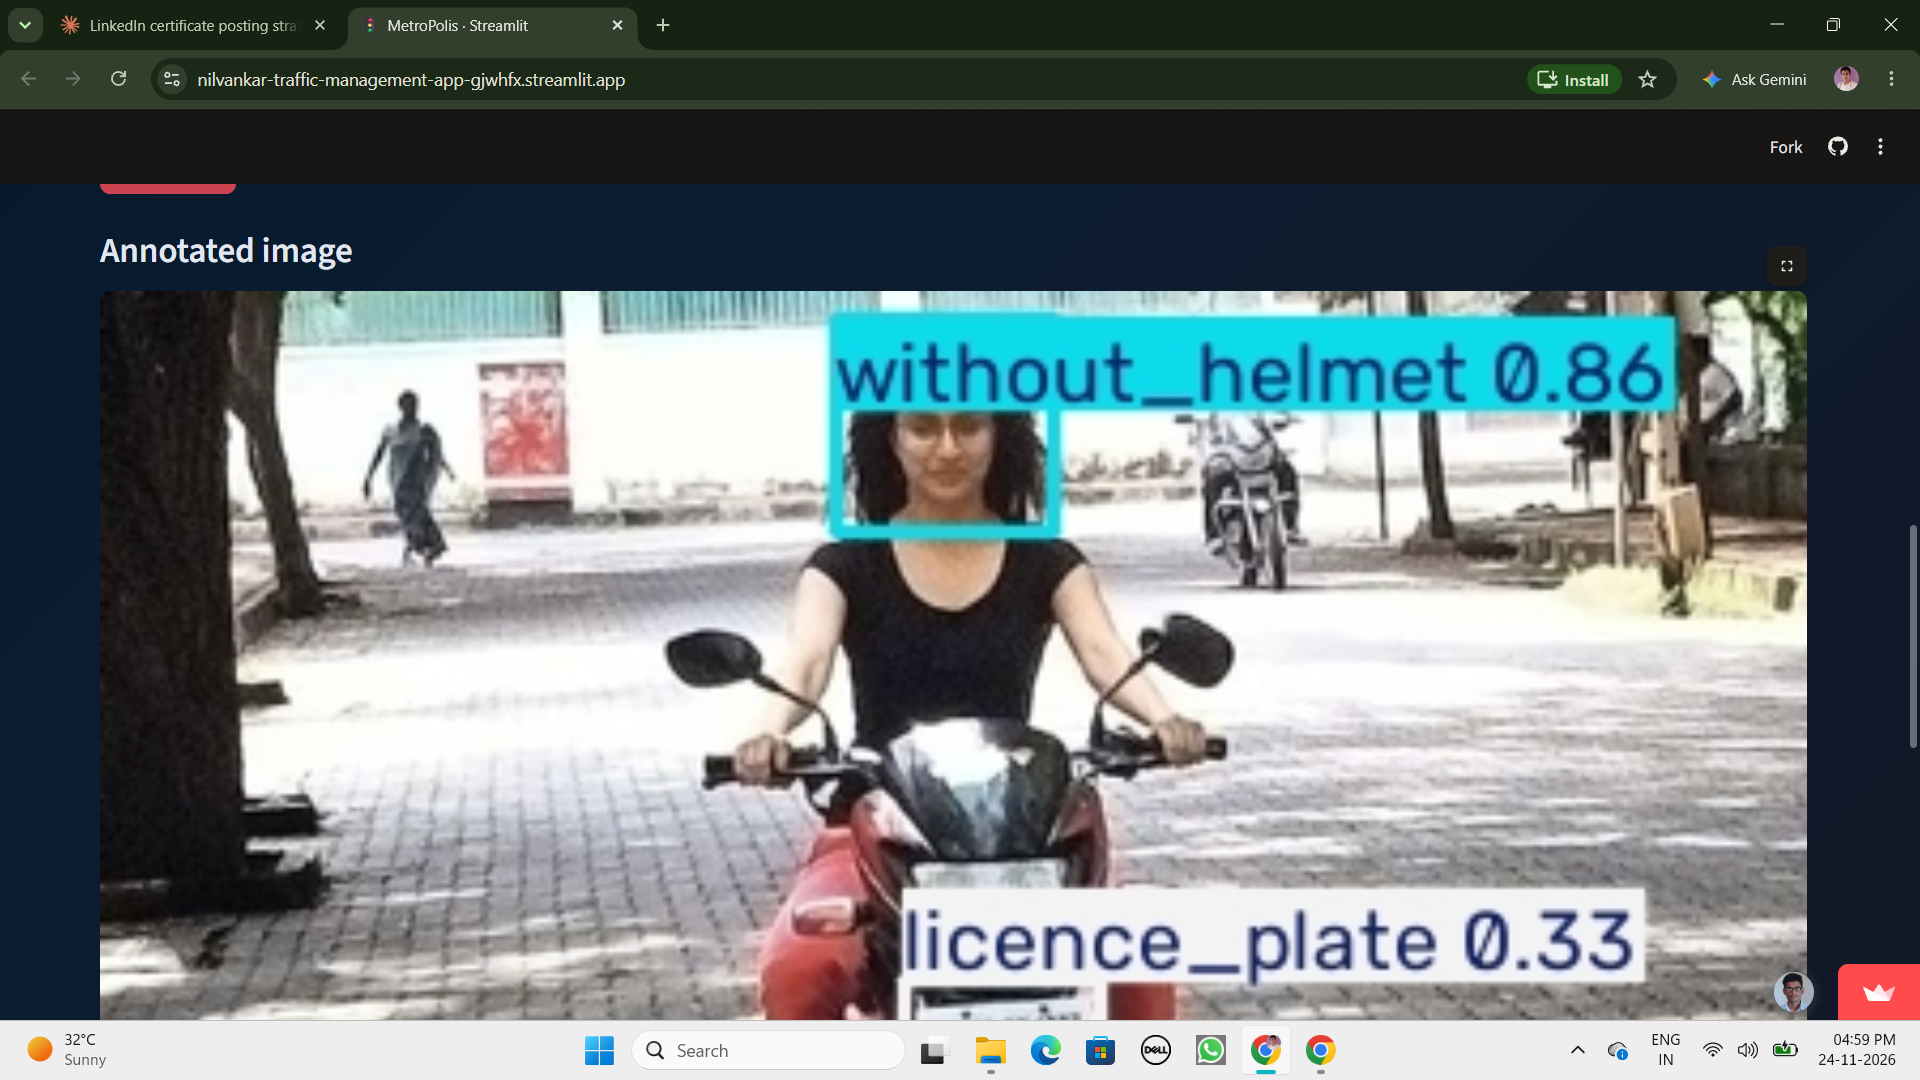 LinkedIn certificate posting stra
MetroPolis · Streamlit
nilvankar-traffic-management-app-gjwhfx.streamlit.app
Install
Ask Gemini
Fork
Annotated image
without_helmet 0.86
licence_plate 0.33
32°C
Sunny
Search
DELL
ENG
IN
04:59 PM
24-11-2026